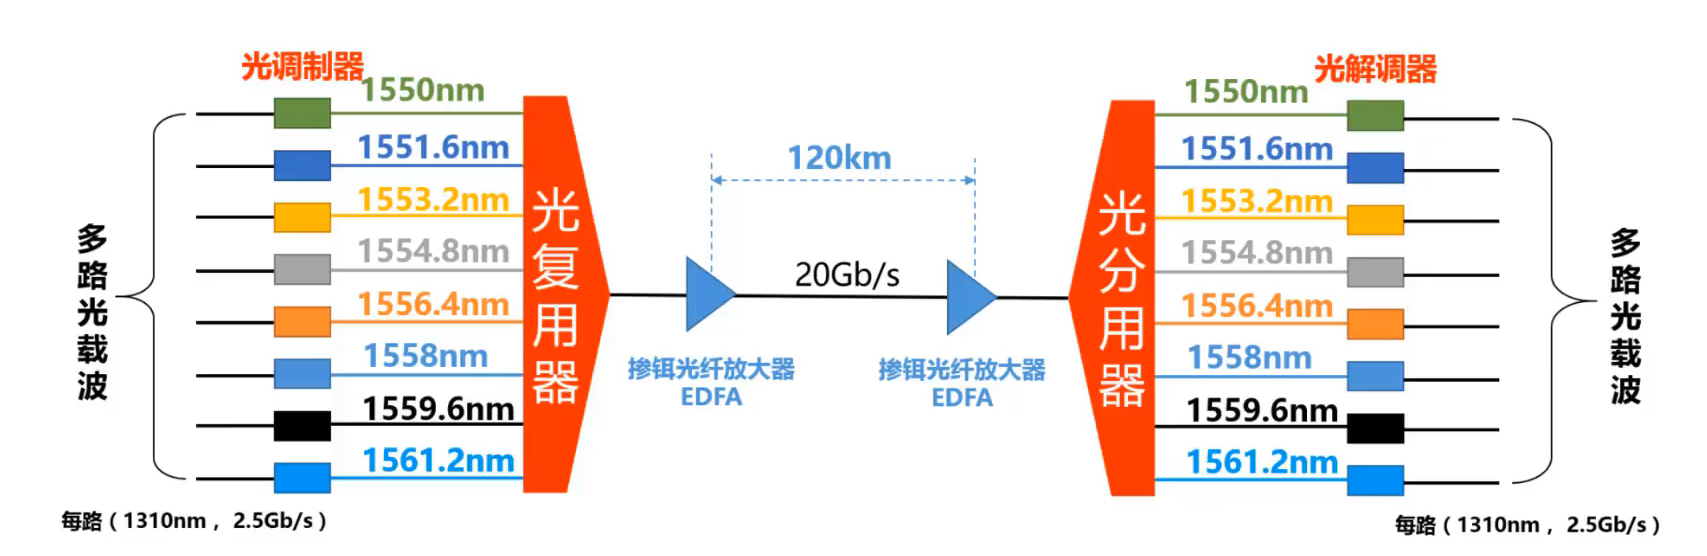 光调制器
1550nm
1551.6nm
1553.2nm
1554.8nm
1556.4nm
1558nm
1559.6nm
1561.2nm
多路光载波
每路（1310nm， 2.5Gb/s）
光复用器
120km
20Gb/s
掺铒光纤放大器
EDFA
掺铒光纤放大器
EDFA
光分用器
光解调器
1550nm
1551.6nm
1553.2nm
1554.8nm
1556.4nm
1558nm
1559.6nm
1561.2nm
多路光载波
每路（1310nm， 2.5Gb/s）